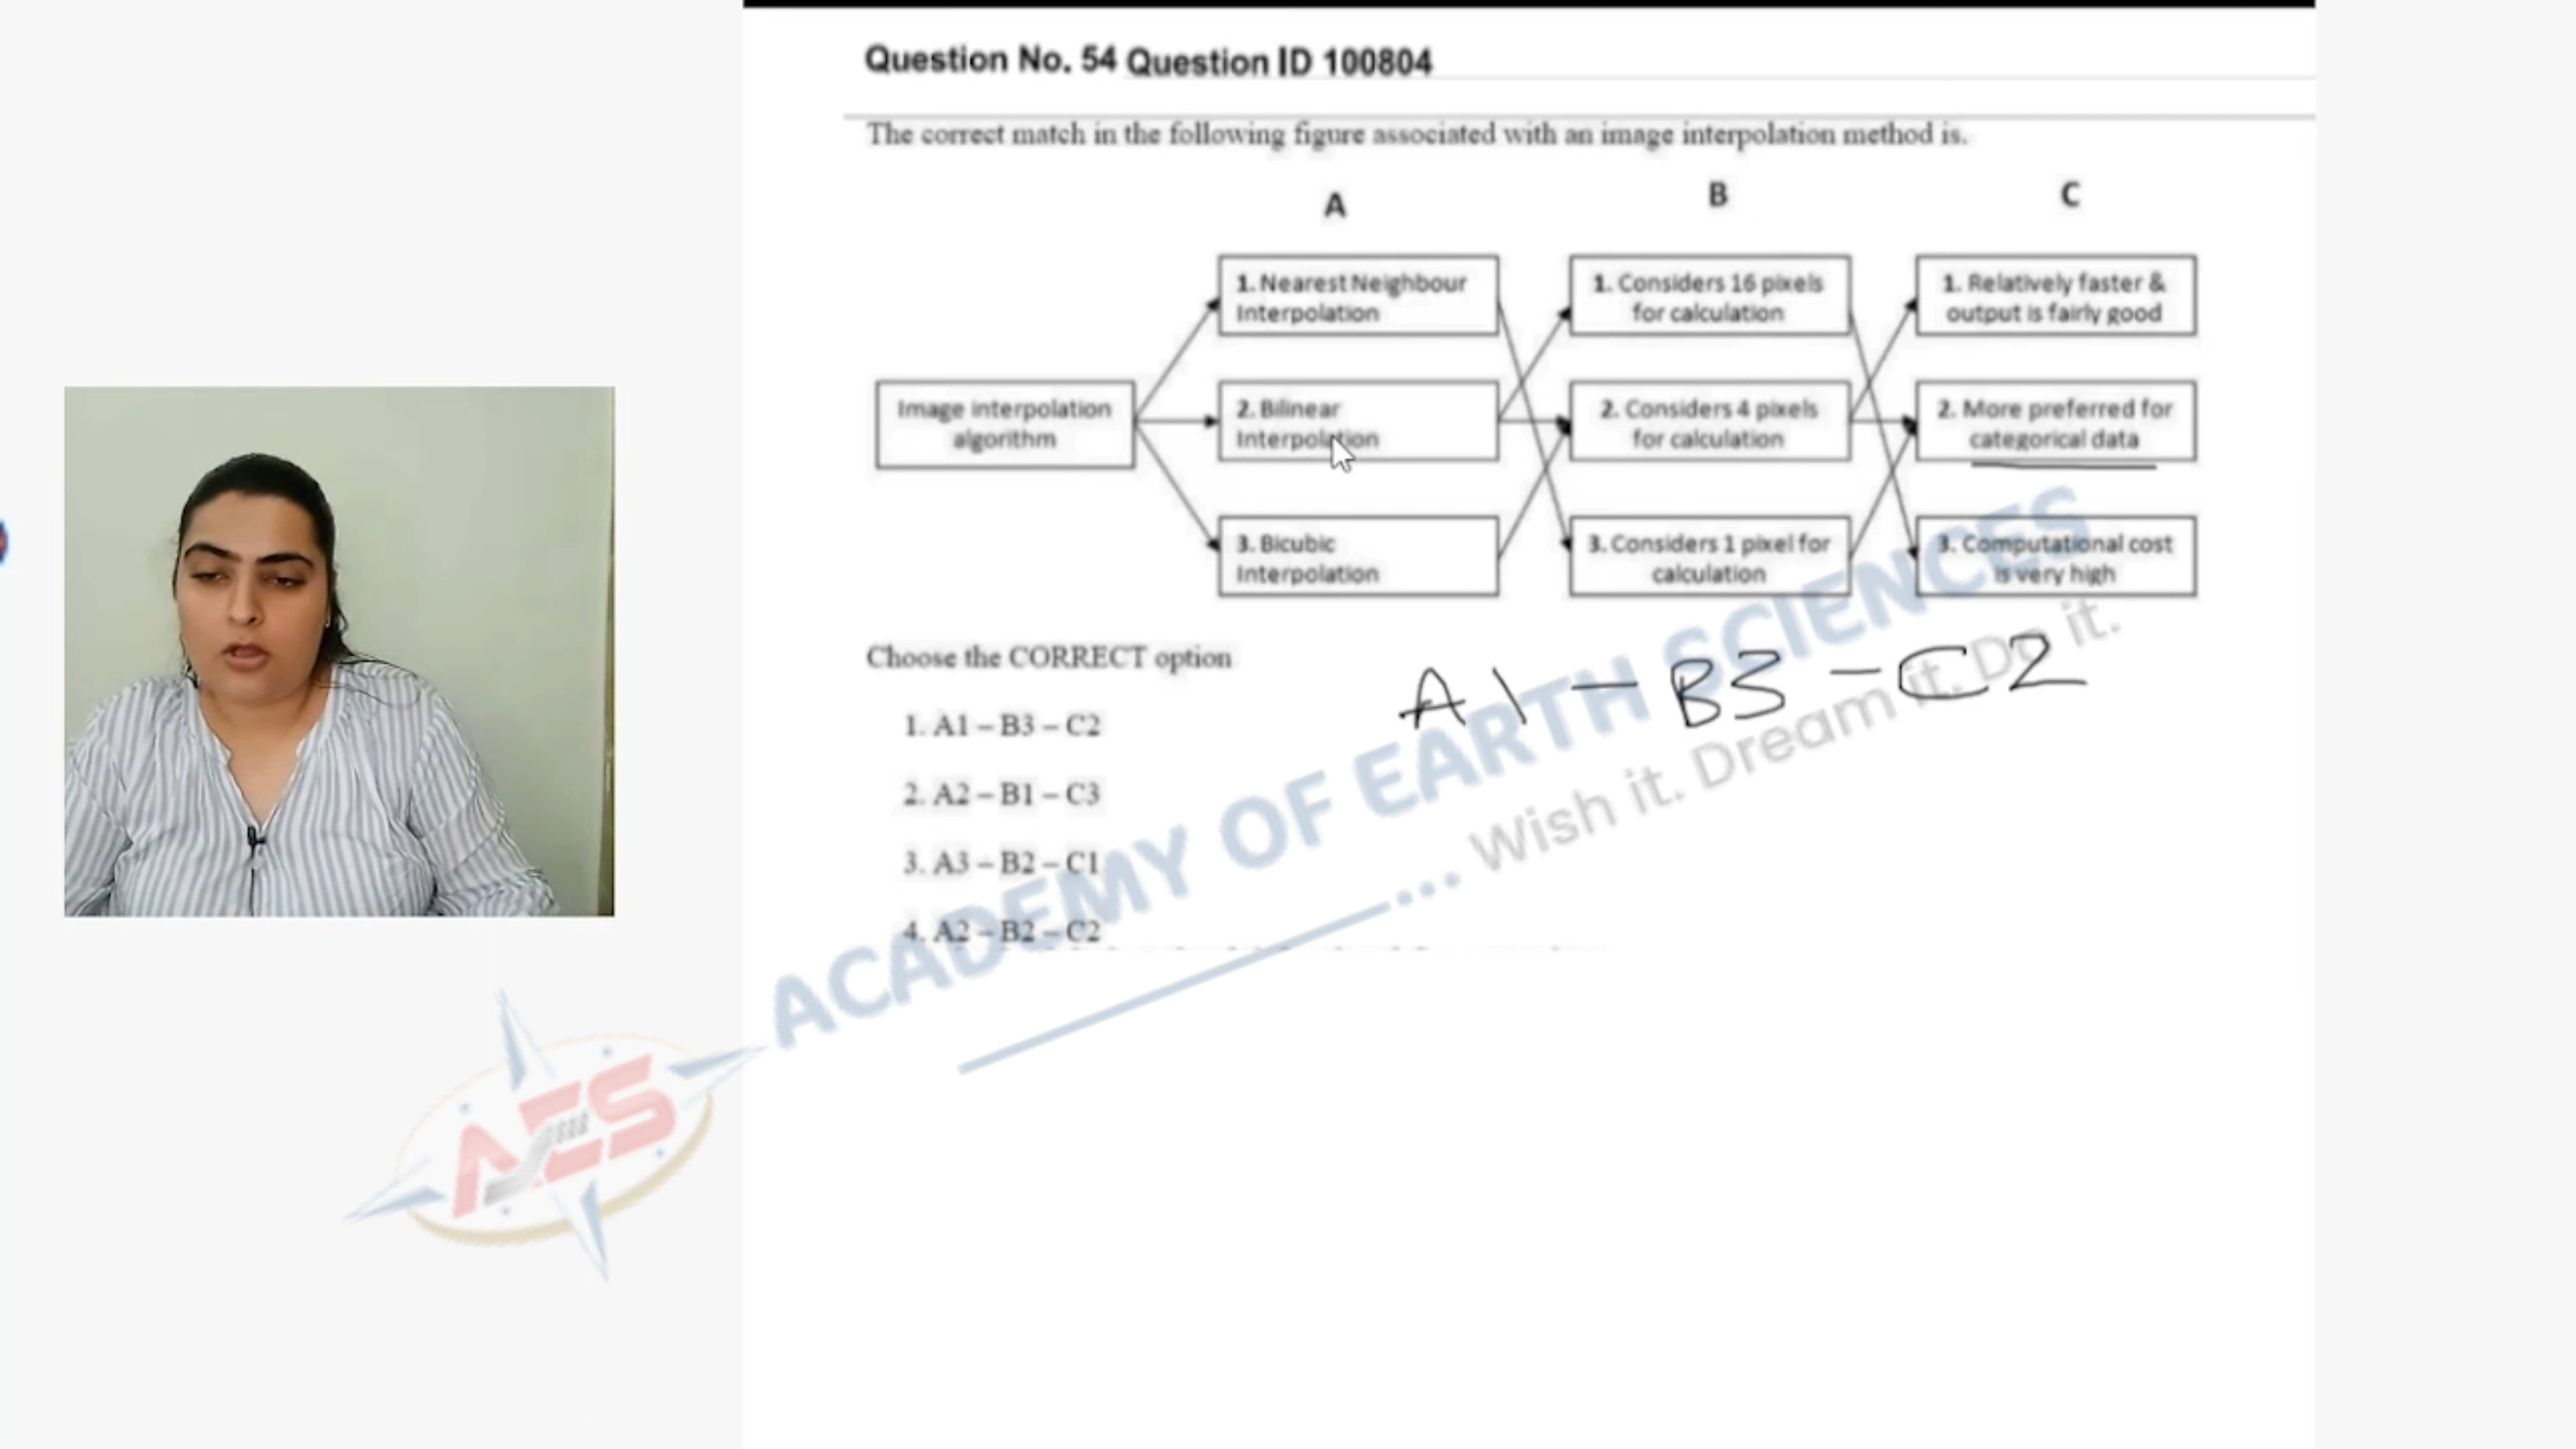 Question No. 54 Question ID 100804
The correct match in the following figure associated with an image interpolation method is.
A
B
C
Image interpolation
algorithm
1. Nearest Neighbour
Interpolation
2. Bilinear
Interpolation
3. Bicubic
Interpolation
1. Considers 16 pixels
for calculation
2. Considers 4 pixels
for calculation
3. Considers 1 pixel for
calculation
1. Relatively faster &
output is fairly good
2. More preferred for
categorical data
3. Computational cost
is very high
Choose the CORRECT option
1. A1 – B3 – C2
2. A2 – B1 – C3
3. A3 – B2 – C1
4. A2 – B2 – C2
A1 – B3 – C2
ACADEMY OF EARTH SCIENCES
... Wish it. Dream it. Do it.
AES